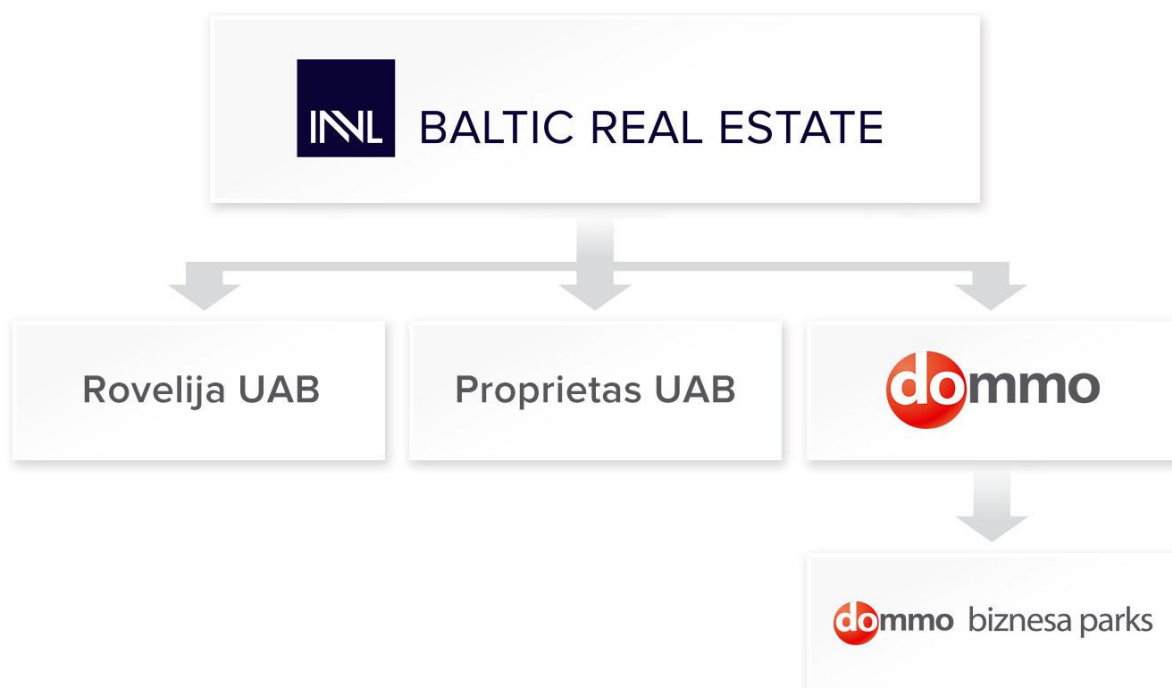 INVL BALTIC REAL ESTATE
Rovelija UAB
Proprietas UAB
dommo
dommo biznesa parks